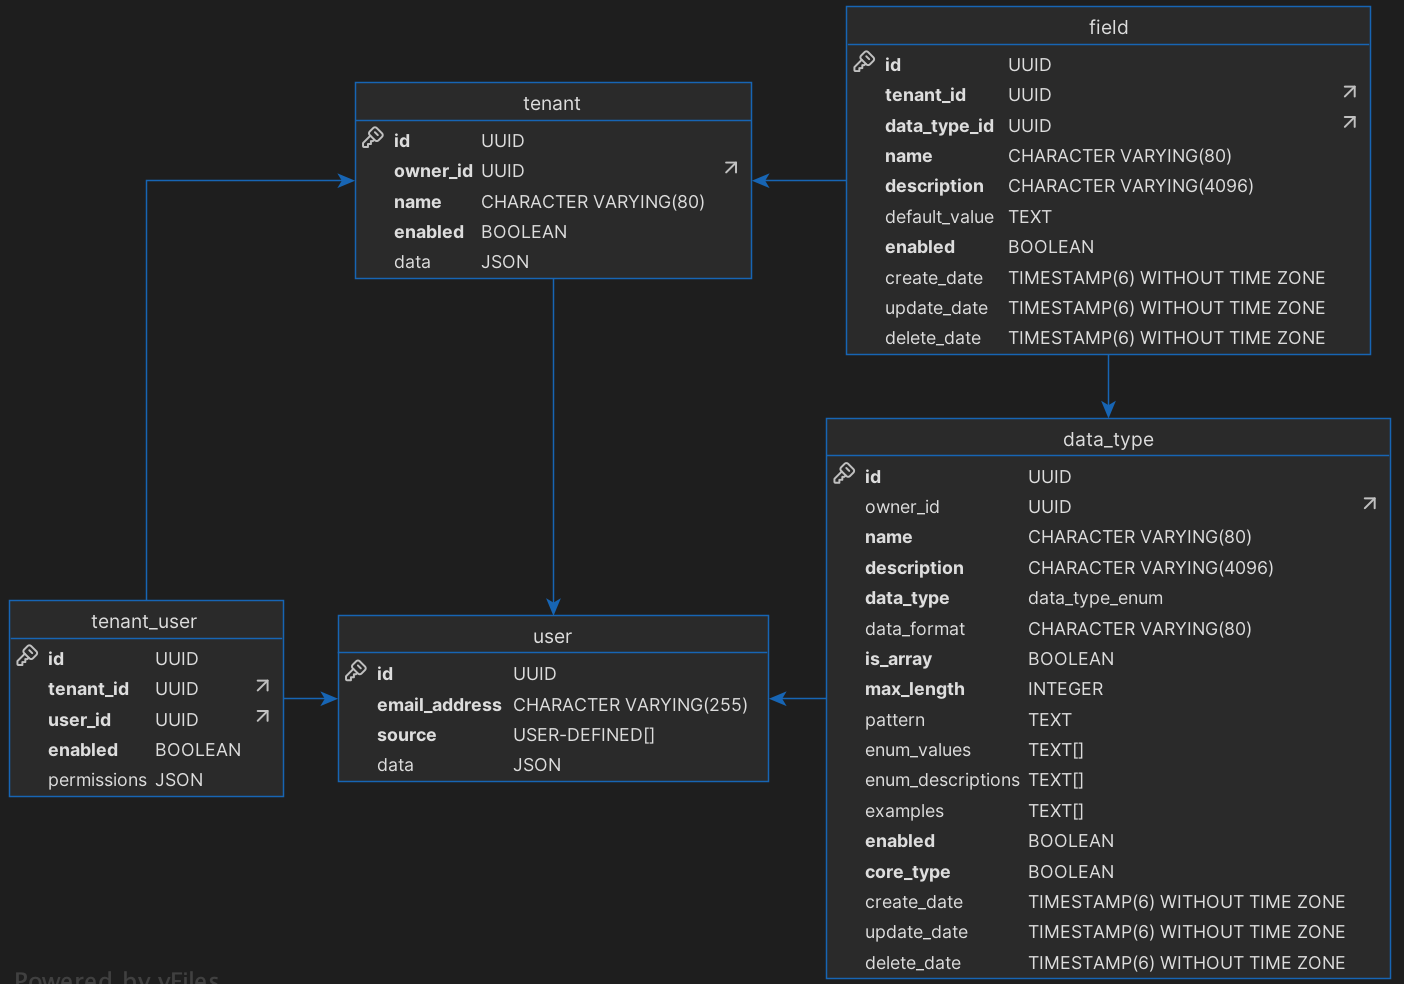 tenant
id UUID
owner_id UUID
name CHARACTER VARYING(80)
enabled BOOLEAN
data JSON
field
id UUID
tenant_id UUID
data_type_id UUID
name CHARACTER VARYING(80)
description CHARACTER VARYING(4096)
default_value TEXT
enabled BOOLEAN
create_date TIMESTAMP(6) WITHOUT TIME ZONE
update_date TIMESTAMP(6) WITHOUT TIME ZONE
delete_date TIMESTAMP(6) WITHOUT TIME ZONE
tenant_user
id UUID
tenant_id UUID
user_id UUID
enabled BOOLEAN
permissions JSON
user
id UUID
email_address CHARACTER VARYING(255)
source USER-DEFINED[]
data JSON
data_type
id UUID
owner_id UUID
name CHARACTER VARYING(80)
description CHARACTER VARYING(4096)
data_type data_type_enum
data_format CHARACTER VARYING(80)
is_array BOOLEAN
max_length INTEGER
pattern TEXT
enum_values TEXT[]
enum_descriptions TEXT[]
examples TEXT[]
enabled BOOLEAN
core_type BOOLEAN
create_date TIMESTAMP(6) WITHOUT TIME ZONE
update_date TIMESTAMP(6) WITHOUT TIME ZONE
delete_date TIMESTAMP(6) WITHOUT TIME ZONE
Powered by yFiles